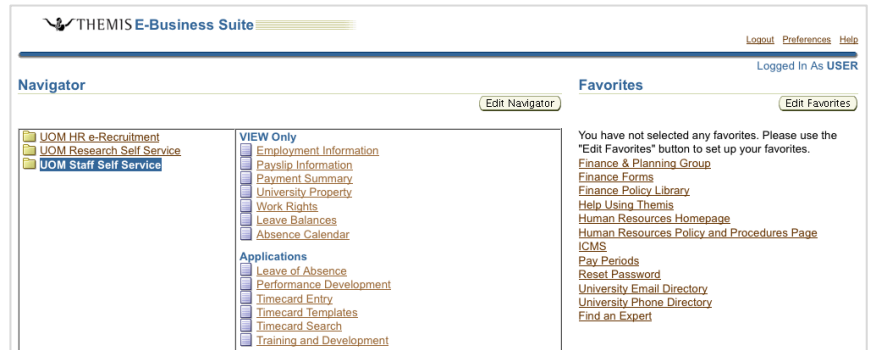 THEMIS E-Business Suite
Logout Preferences Help
Logged In As USER
Navigator
Edit Navigator
UOM HR e-Recruitment
UOM Research Self Service
UOM Staff Self Service
VIEW Only
Employment Information
Payslip Information
Payment Summary
University Property
Work Rights
Leave Balances
Absence Calendar
Applications
Leave of Absence
Performance Development
Timecard Entry
Timecard Templates
Timecard Search
Training and Development
Favorites
Edit Favorites
You have not selected any favorites. Please use the
"Edit Favorites" button to set up your favorites.
Finance & Planning Group
Finance Forms
Finance Policy Library
Help Using Themis
Human Resources Homepage
Human Resources Policy and Procedures Page
ICMS
Pay Periods
Reset Password
University Email Directory
University Phone Directory
Find an Expert